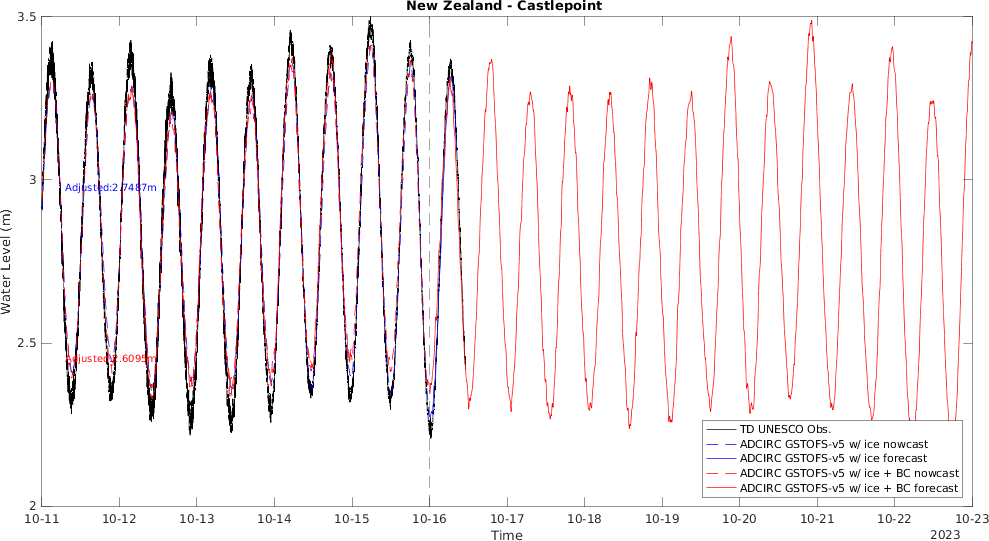 New Zealand - Castlepoint
3.5
3
2.5
2
Water Level (m)
Adjusted:2.7487m
Adjusted:2.6095m
TD UNESCO Obs.
ADCIRC GSTOFS-v5 w/ ice nowcast
ADCIRC GSTOFS-v5 w/ ice forecast
ADCIRC GSTOFS-v5 w/ ice + BC nowcast
ADCIRC GSTOFS-v5 w/ ice + BC forecast
10-11 10-12 10-13 10-14 10-15 10-16 10-17 10-18 10-19 10-20 10-21 10-22 10-23
Time
2023